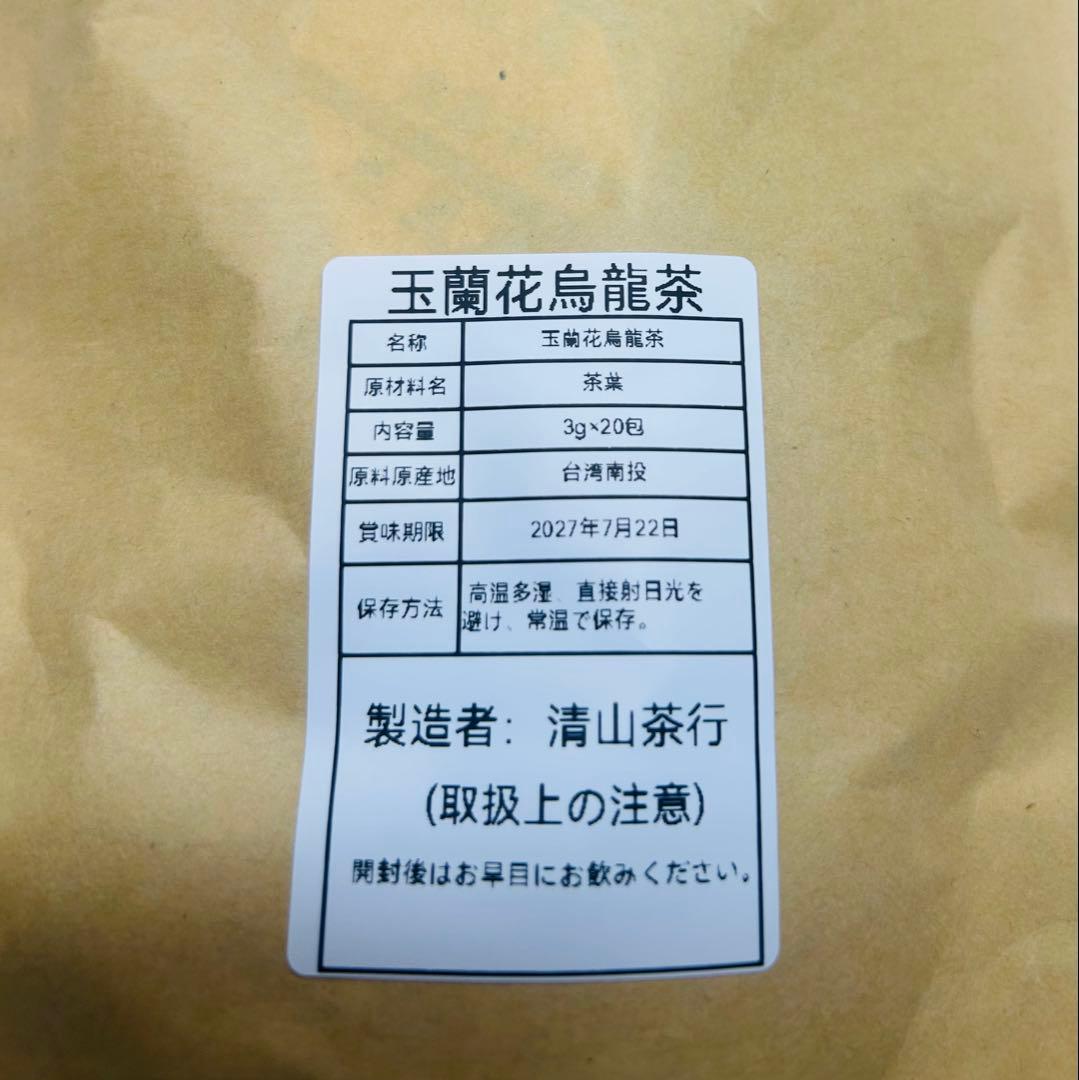 玉蘭花烏龍茶
名称 玉蘭花烏龍茶
原材料名 茶葉
内容量 3g×20包
原料原産地 台湾南投
賞味期限 2027年7月22日
保存方法 高温多湿、直接射日光を
避け、常温で保存。
製造者: 清山茶行
(取扱上の注意)
開封後はお早目にお飲みください。